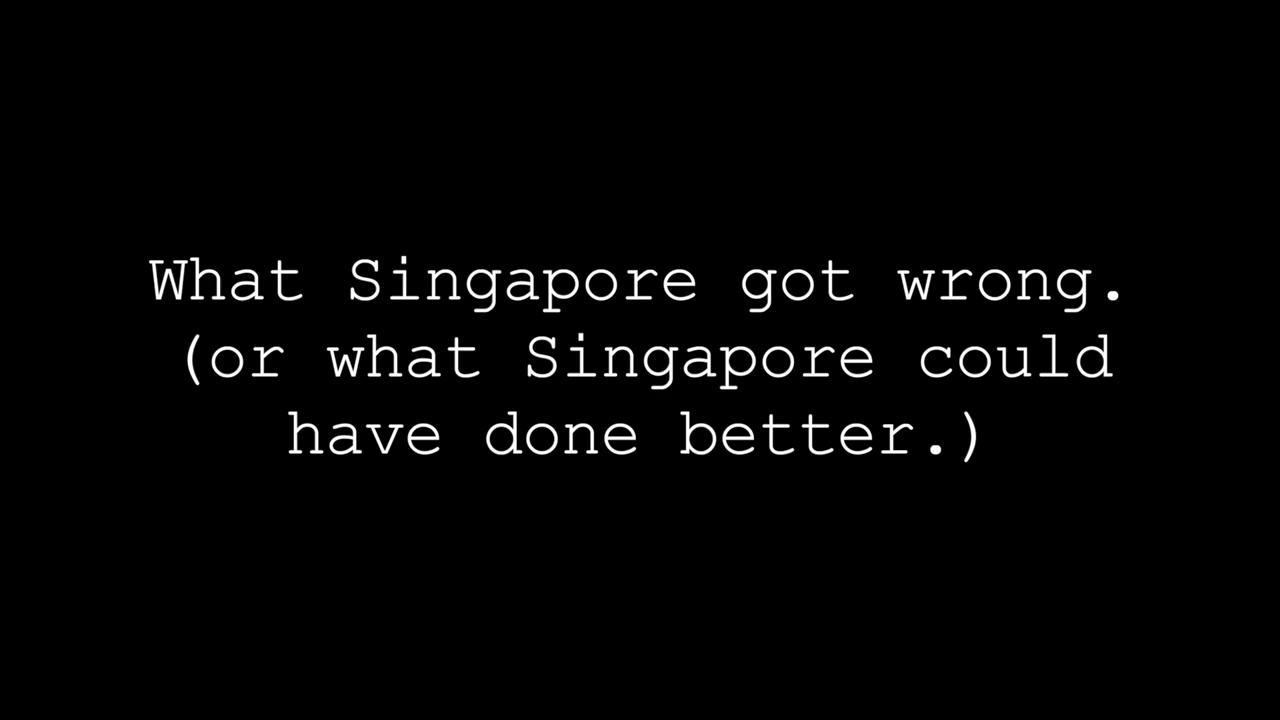 What Singapore got wrong.
(or what Singapore could
have done better.)